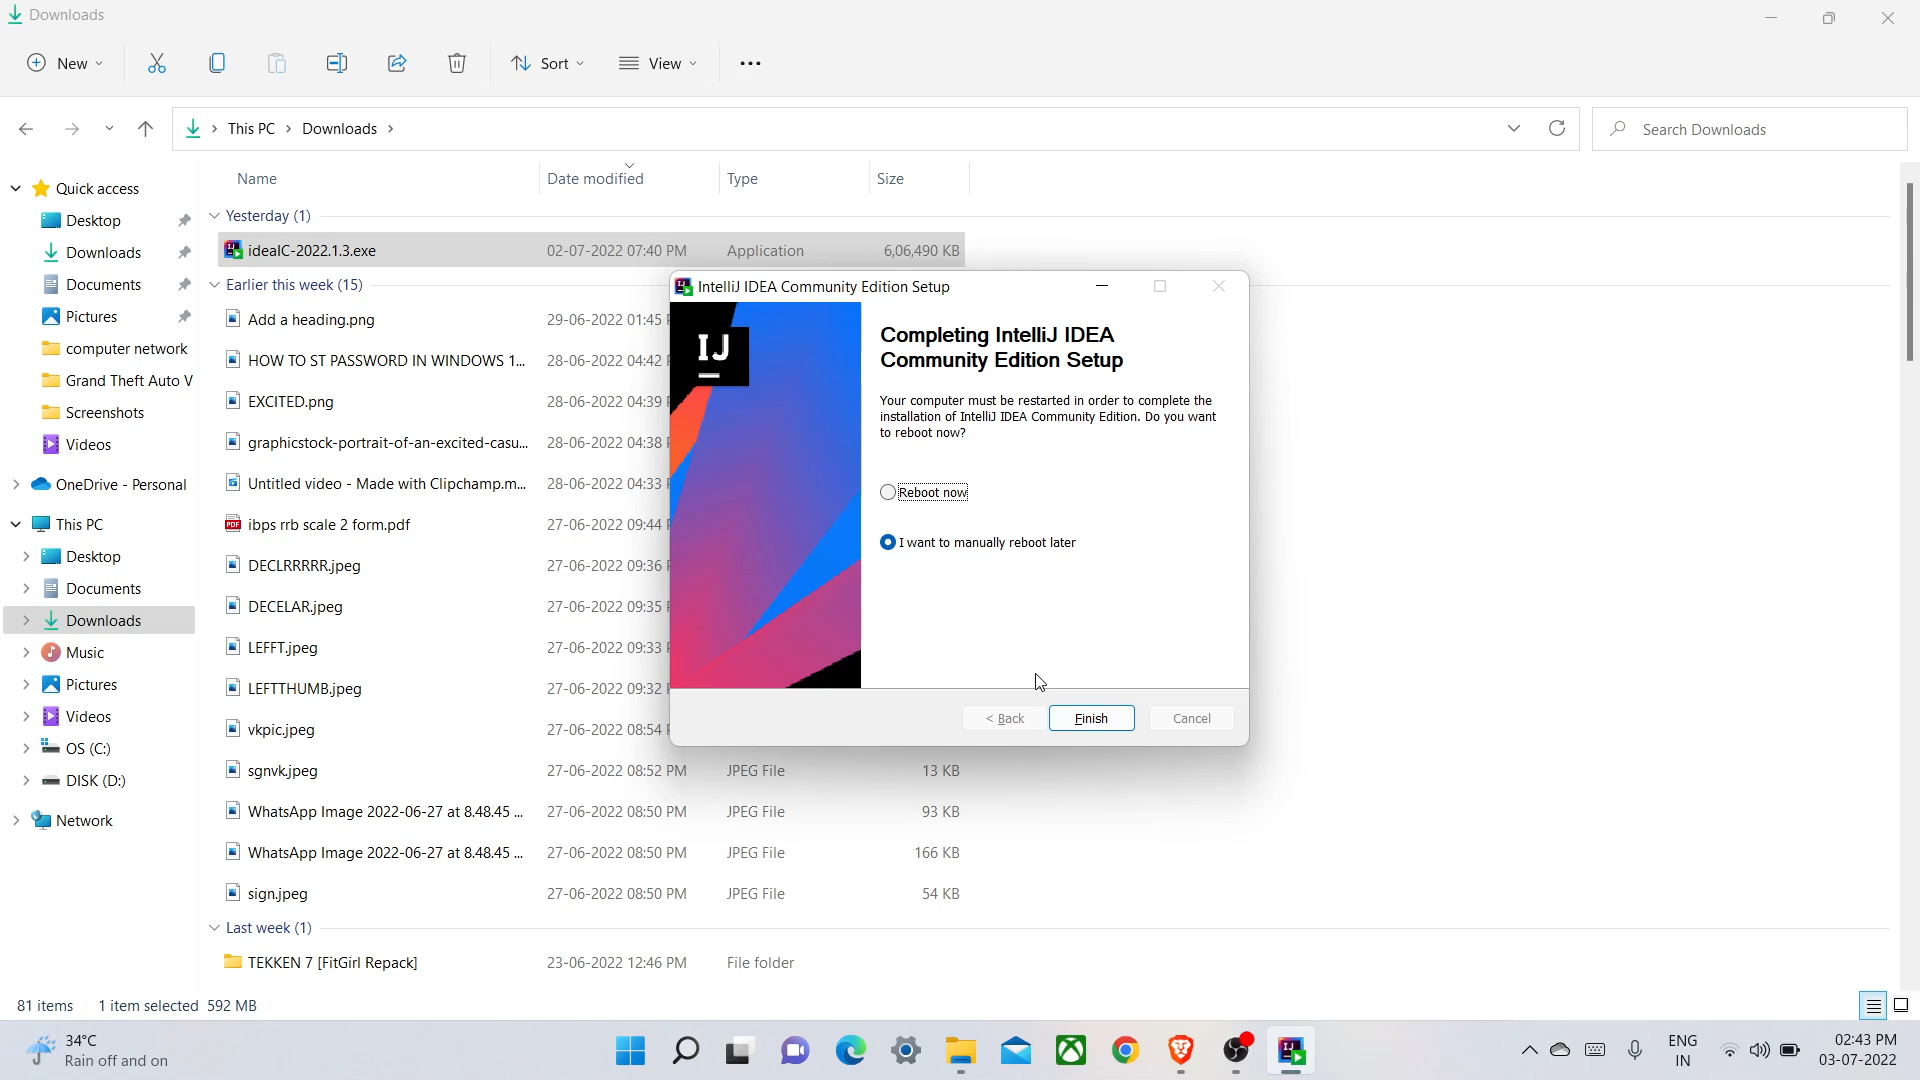 Downloads
New
Sort
View
This PC > Downloads >
Search Downloads
Name
Date modified
Type
Size
Quick access
Desktop
Downloads
Documents
Pictures
computer network
Grand Theft Auto V
Screenshots
Videos
OneDrive - Personal
This PC
Desktop
Documents
Downloads
Music
Pictures
Videos
OS (C:)
DISK (D:)
Network
Yesterday (1)
ideaIC-2022.1.3.exe 02-07-2022 07:40 PM Application 6,06,490 KB
Earlier this week (15)
Add a heading.png 29-06-2022 01:45
HOW TO ST PASSWORD IN WINDOWS 1... 28-06-2022 04:42
EXCITED.png 28-06-2022 04:39
graphicstock-portrait-of-an-excited-casu... 28-06-2022 04:38
Untitled video - Made with Clipchamp.m... 28-06-2022 04:33
ibps rrb scale 2 form.pdf 27-06-2022 09:44
DECLRRRRR.jpeg 27-06-2022 09:36
DECELAR.jpeg 27-06-2022 09:35
LEFFT.jpeg 27-06-2022 09:33
LEFTTHUMB.jpeg 27-06-2022 09:32
vkpic.jpeg 27-06-2022 08:54
sgnvk.jpeg 27-06-2022 08:52 PM JPEG File 13 KB
WhatsApp Image 2022-06-27 at 8.48.45 ... 27-06-2022 08:50 PM JPEG File 93 KB
WhatsApp Image 2022-06-27 at 8.48.45 ... 27-06-2022 08:50 PM JPEG File 166 KB
sign.jpeg 27-06-2022 08:50 PM JPEG File 54 KB
Last week (1)
TEKKEN 7 [FitGirl Repack] 23-06-2022 12:46 PM File folder
IntelliJ IDEA Community Edition Setup
IJ
Completing IntelliJ IDEA
Community Edition Setup
Your computer must be restarted in order to complete the
installation of IntelliJ IDEA Community Edition. Do you want
to reboot now?
Reboot now
I want to manually reboot later
< Back
Finish
Cancel
81 items 1 item selected 592 MB
34°C
Rain off and on
ENG
IN
02:43 PM
03-07-2022